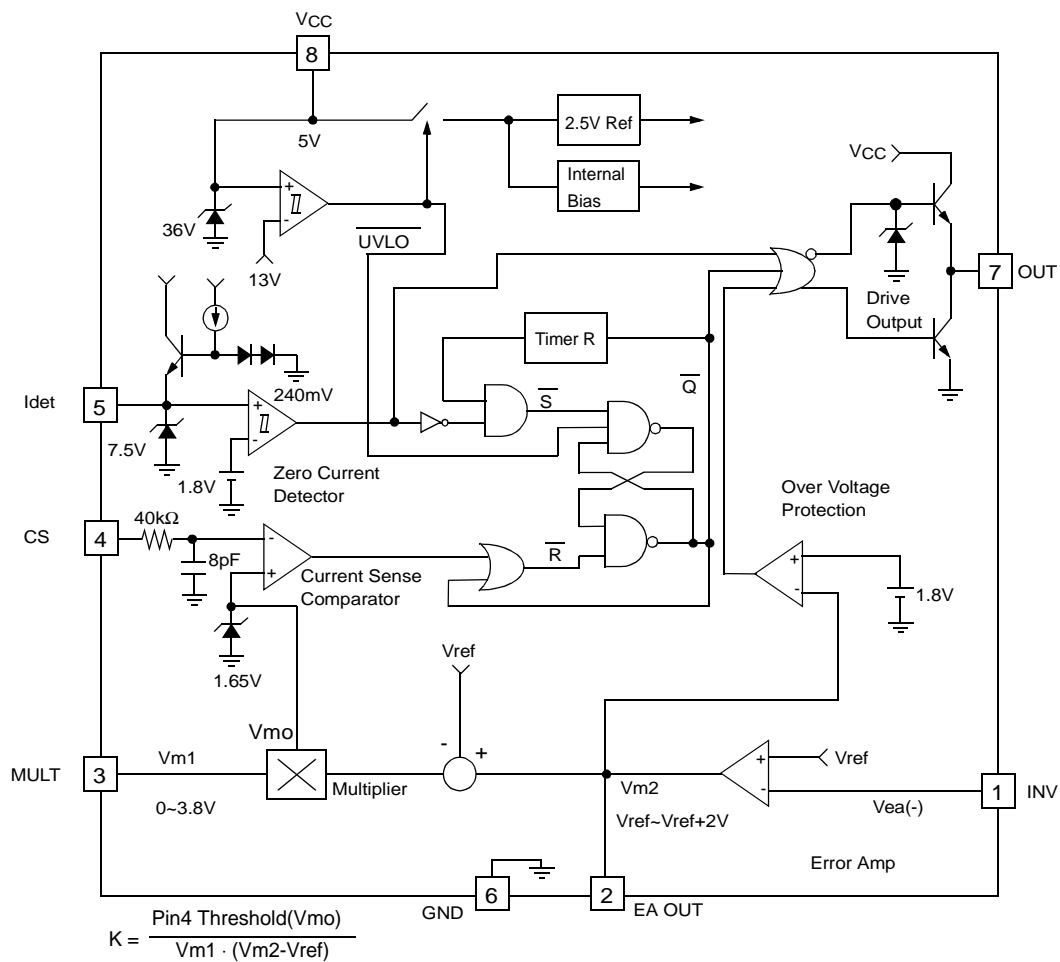 VCC
8
5V
2.5V Ref
Internal
Bias
VCC
+
-
36V
13V
UVLO
7
OUT
Drive
Output
Timer R
Q
S
240mV
Idet
5
+
-
7.5V
1.8V
Zero Current
Detector
Over Voltage
Protection
CS
4
40kΩ
8pF
-
+
Current Sense
Comparator
R
+
-
1.8V
1.65V
Vref
Vmo
-
+
MULT
3
Vm1
0~3.8V
Multiplier
Vm2
Vref~Vref+2V
+
-
Vref
Vea(-)
1
INV
Error Amp
GND
6
2
EA OUT
K = Pin4 Threshold(Vmo)
Vm1 · (Vm2-Vref)